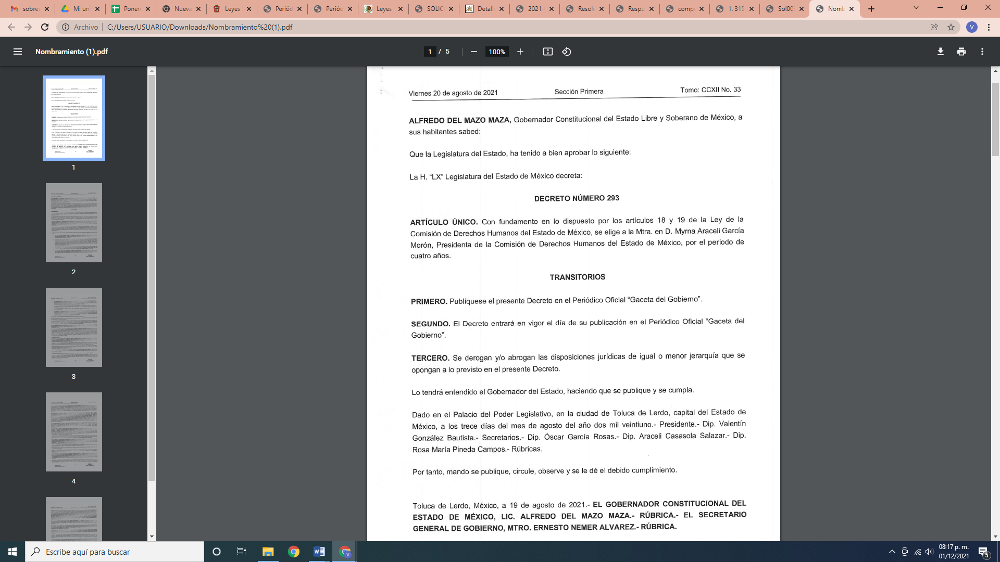 sobre
Mi uni
Ponen
Nueva
Leyes
Periód
Periód
Leyes
SOLIC
Detall
2021-
Resol
Respu
comp
1. 315
Sol00
Nomb
Archivo C:/Users/USUARIO/Downloads/Nombramiento%20(1).pdf
V
Nombramiento (1).pdf
1 / 5
100%
1
2
3
4
Viernes 20 de agosto de 2021 Sección Primera Tomo: CCXII No. 33
ALFREDO DEL MAZO MAZA, Gobernador Constitucional del Estado Libre y Soberano de México, a
sus habitantes sabed:
Que la Legislatura del Estado, ha tenido a bien aprobar lo siguiente:
La H. “LX” Legislatura del Estado de México decreta:
DECRETO NÚMERO 293
ARTÍCULO ÚNICO. Con fundamento en lo dispuesto por los artículos 18 y 19 de la Ley de la
Comisión de Derechos Humanos del Estado de México, se elige a la Mtra. en D. Myrna Araceli García
Morón, Presidenta de la Comisión de Derechos Humanos del Estado de México, por el periodo de
cuatro años.
TRANSITORIOS
PRIMERO. Publíquese el presente Decreto en el Periódico Oficial “Gaceta del Gobierno”.
SEGUNDO. El Decreto entrará en vigor el día de su publicación en el Periódico Oficial “Gaceta del
Gobierno”.
TERCERO. Se derogan y/o abrogan las disposiciones jurídicas de igual o menor jerarquía que se
opongan a lo previsto en el presente Decreto.
Lo tendrá entendido el Gobernador del Estado, haciendo que se publique y se cumpla.
Dado en el Palacio del Poder Legislativo, en la ciudad de Toluca de Lerdo, capital del Estado de
México, a los trece días del mes de agosto del año dos mil veintiuno.- Presidente.- Dip. Valentín
González Bautista.- Secretarios.- Dip. Óscar García Rosas.- Dip. Araceli Casasola Salazar.- Dip.
Rosa María Pineda Campos.- Rúbricas.
Por tanto, mando se publique, circule, observe y se le dé el debido cumplimiento.
Toluca de Lerdo, México, a 19 de agosto de 2021.- EL GOBERNADOR CONSTITUCIONAL DEL
ESTADO DE MÉXICO, LIC. ALFREDO DEL MAZO MAZA.- RÚBRICA.- EL SECRETARIO
GENERAL DE GOBIERNO, MTRO. ERNESTO NEMER ALVAREZ.- RÚBRICA.
Escribe aquí para buscar
08:17 p. m.
01/12/2021
5